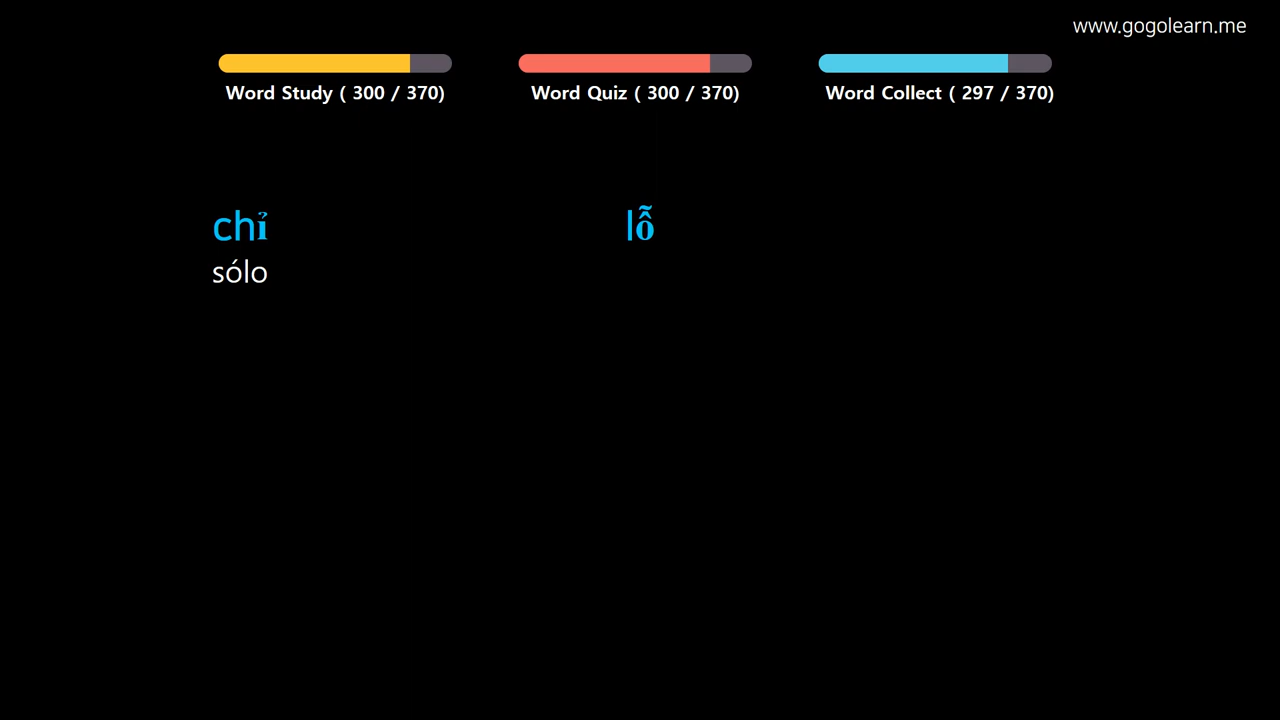 www.gogolearn.me
Word Study ( 300 / 370)
Word Quiz ( 300 / 370)
Word Collect ( 297 / 370)
chỉ
sólo
lỗ